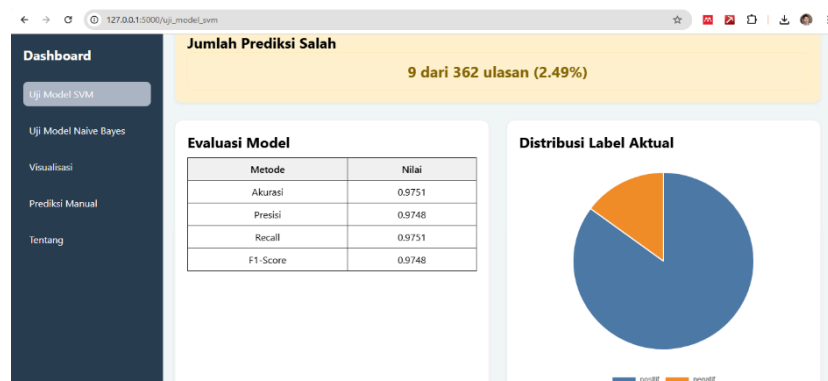 127.0.0.1:5000/uji_model_svm
Dashboard
Uji Model SVM
Uji Model Naive Bayes
Visualisasi
Prediksi Manual
Tentang
Jumlah Prediksi Salah
9 dari 362 ulasan (2.49%)
Evaluasi Model
Metode Nilai
Akurasi 0.9751
Presisi 0.9748
Recall 0.9751
F1-Score 0.9748
Distribusi Label Aktual
positif negatif